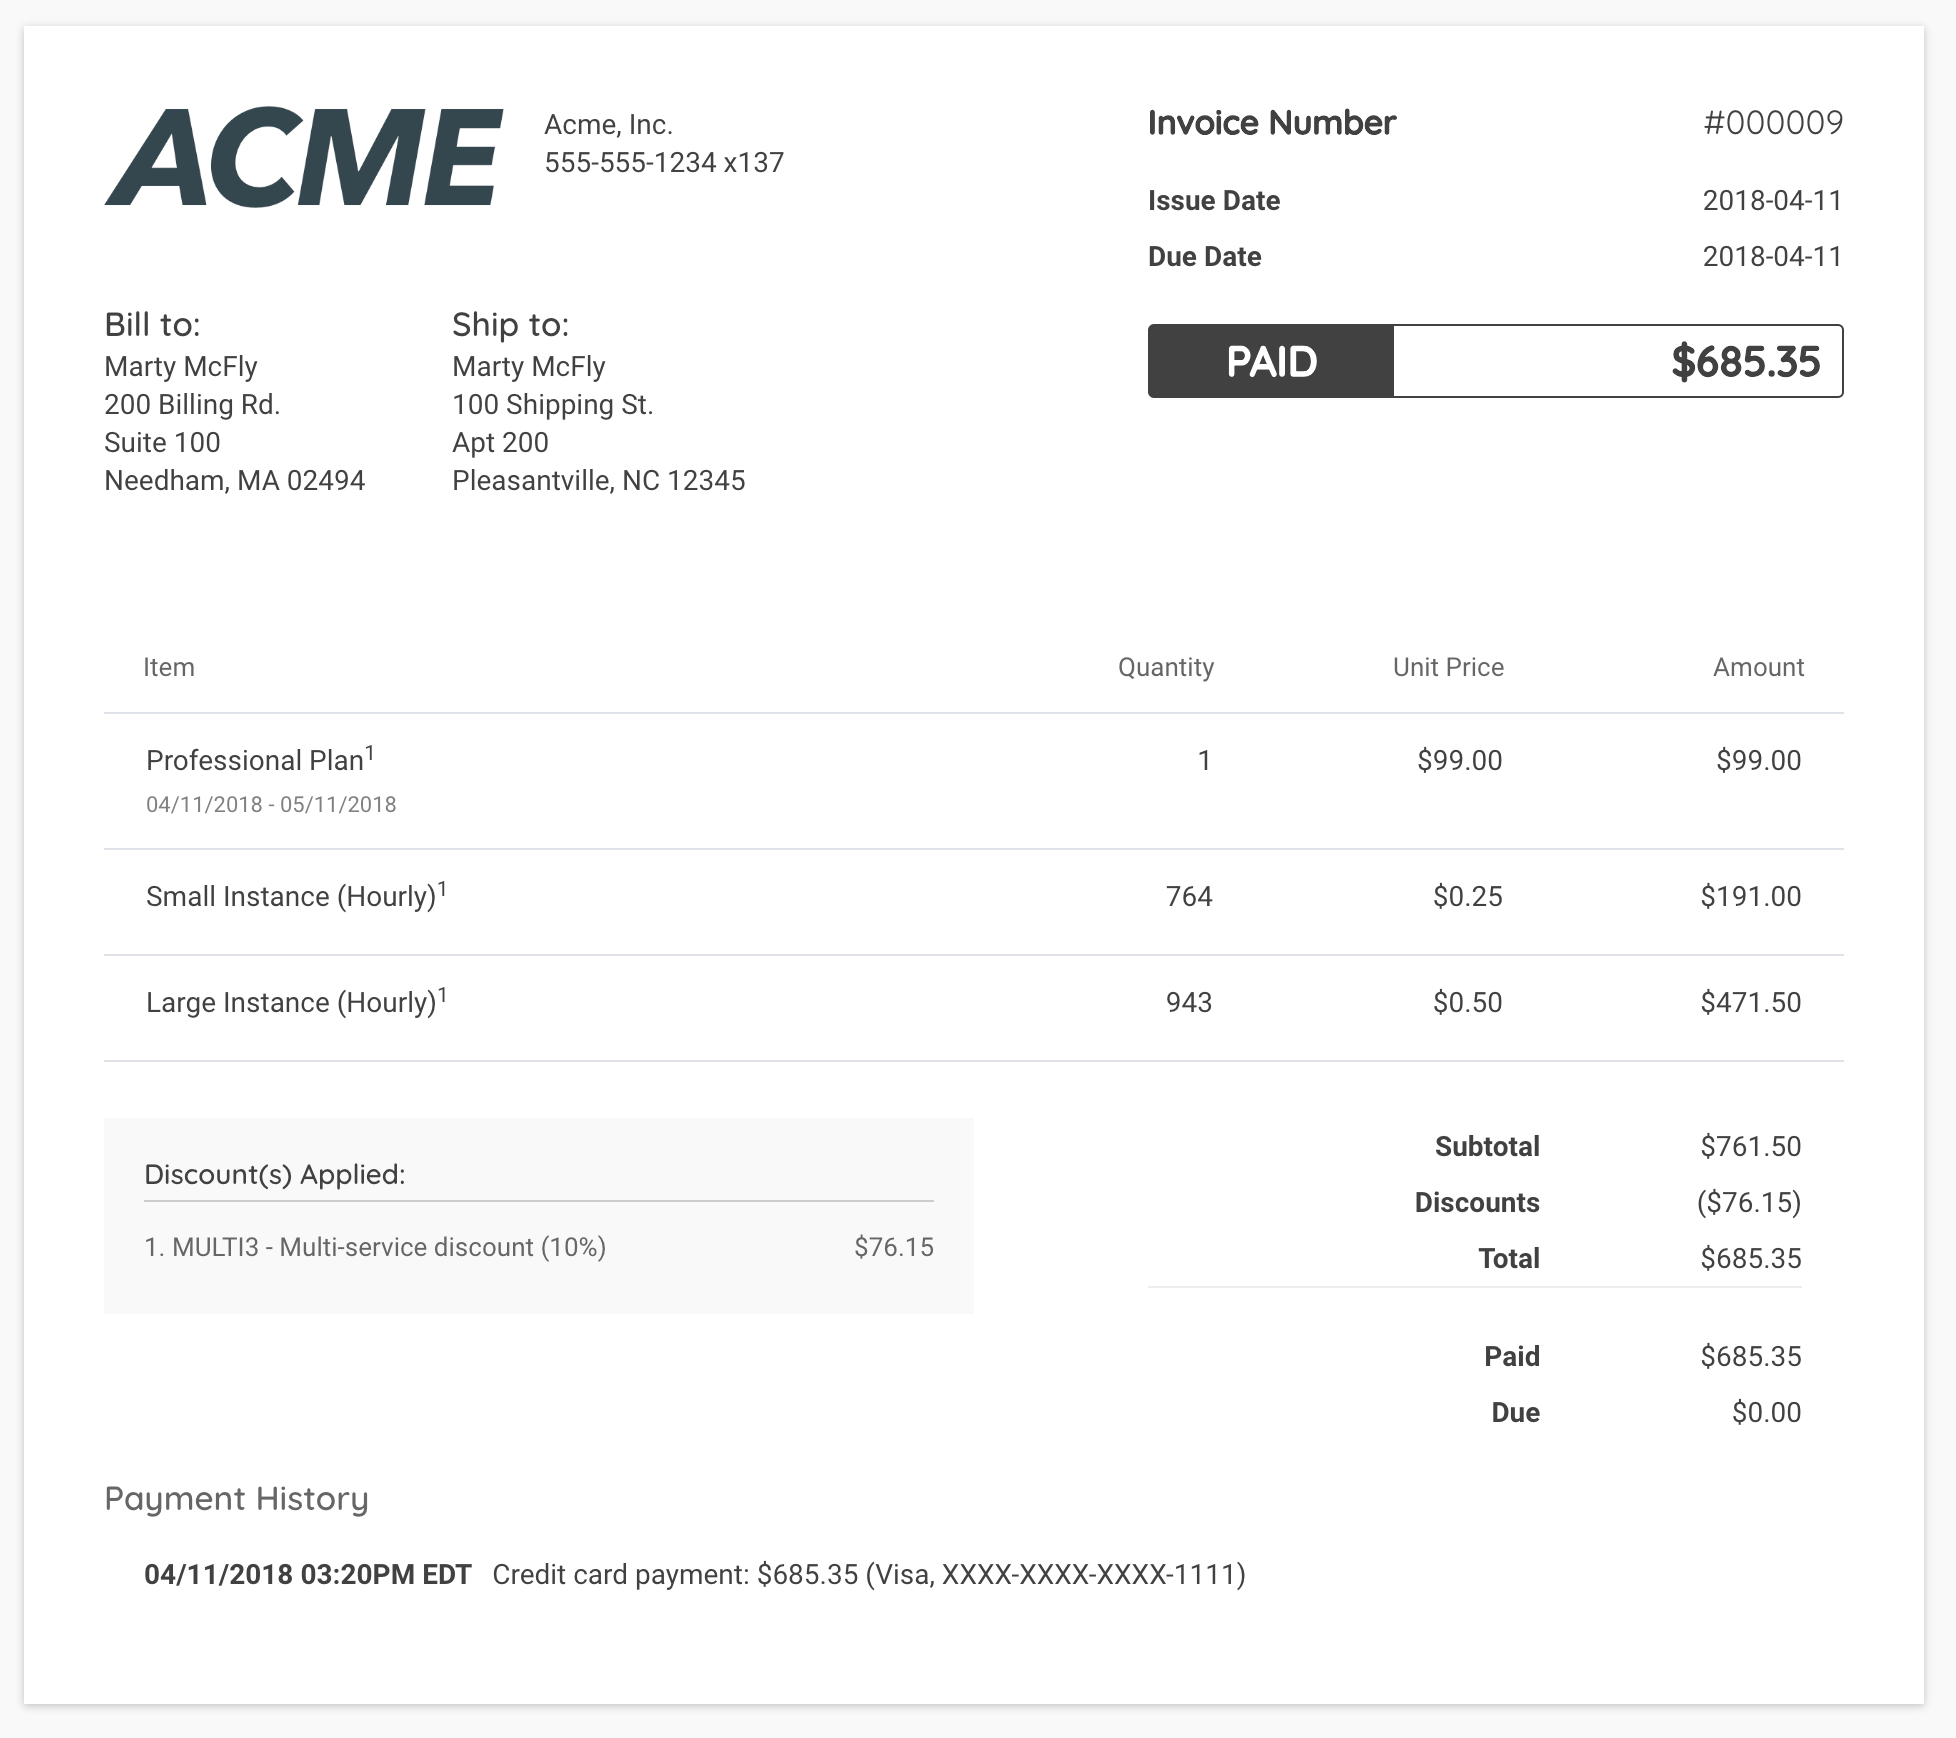 ACME
Acme, Inc.
555-555-1234 x137
Invoice Number #000009
Issue Date 2018-04-11
Due Date 2018-04-11
PAID $685.35
Bill to:
Marty McFly
200 Billing Rd.
Suite 100
Needham, MA 02494
Ship to:
Marty McFly
100 Shipping St.
Apt 200
Pleasantville, NC 12345
Item Quantity Unit Price Amount
Professional Plan¹ 1 $99.00 $99.00
04/11/2018 - 05/11/2018
Small Instance (Hourly)¹ 764 $0.25 $191.00
Large Instance (Hourly)¹ 943 $0.50 $471.50
Discount(s) Applied:
1. MULTI3 - Multi-service discount (10%) $76.15
Subtotal $761.50
Discounts ($76.15)
Total $685.35
Paid $685.35
Due $0.00
Payment History
04/11/2018 03:20PM EDT Credit card payment: $685.35 (Visa, XXXX-XXXX-XXXX-1111)